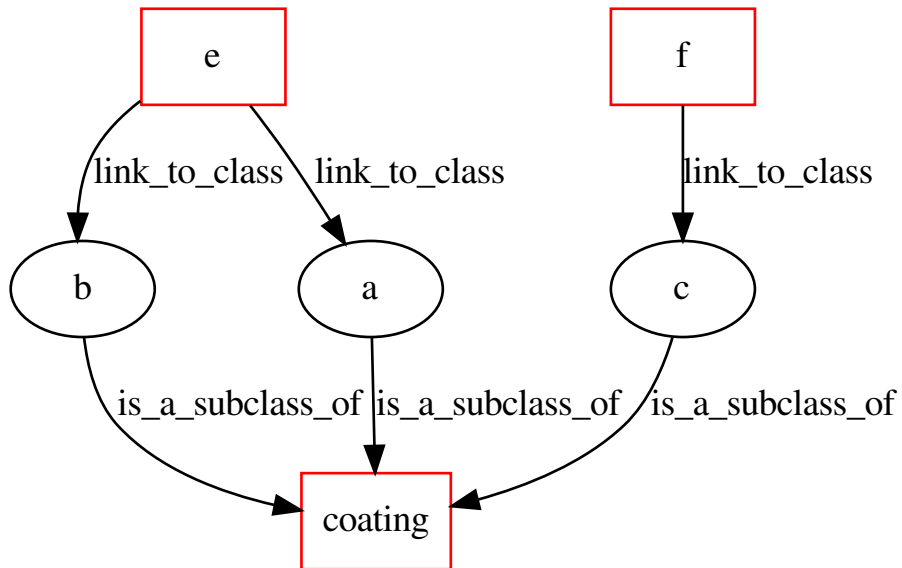 e
f
link_to_class
link_to_class
link_to_class
b
a
c
is_a_subclass_of
is_a_subclass_of
is_a_subclass_of
coating